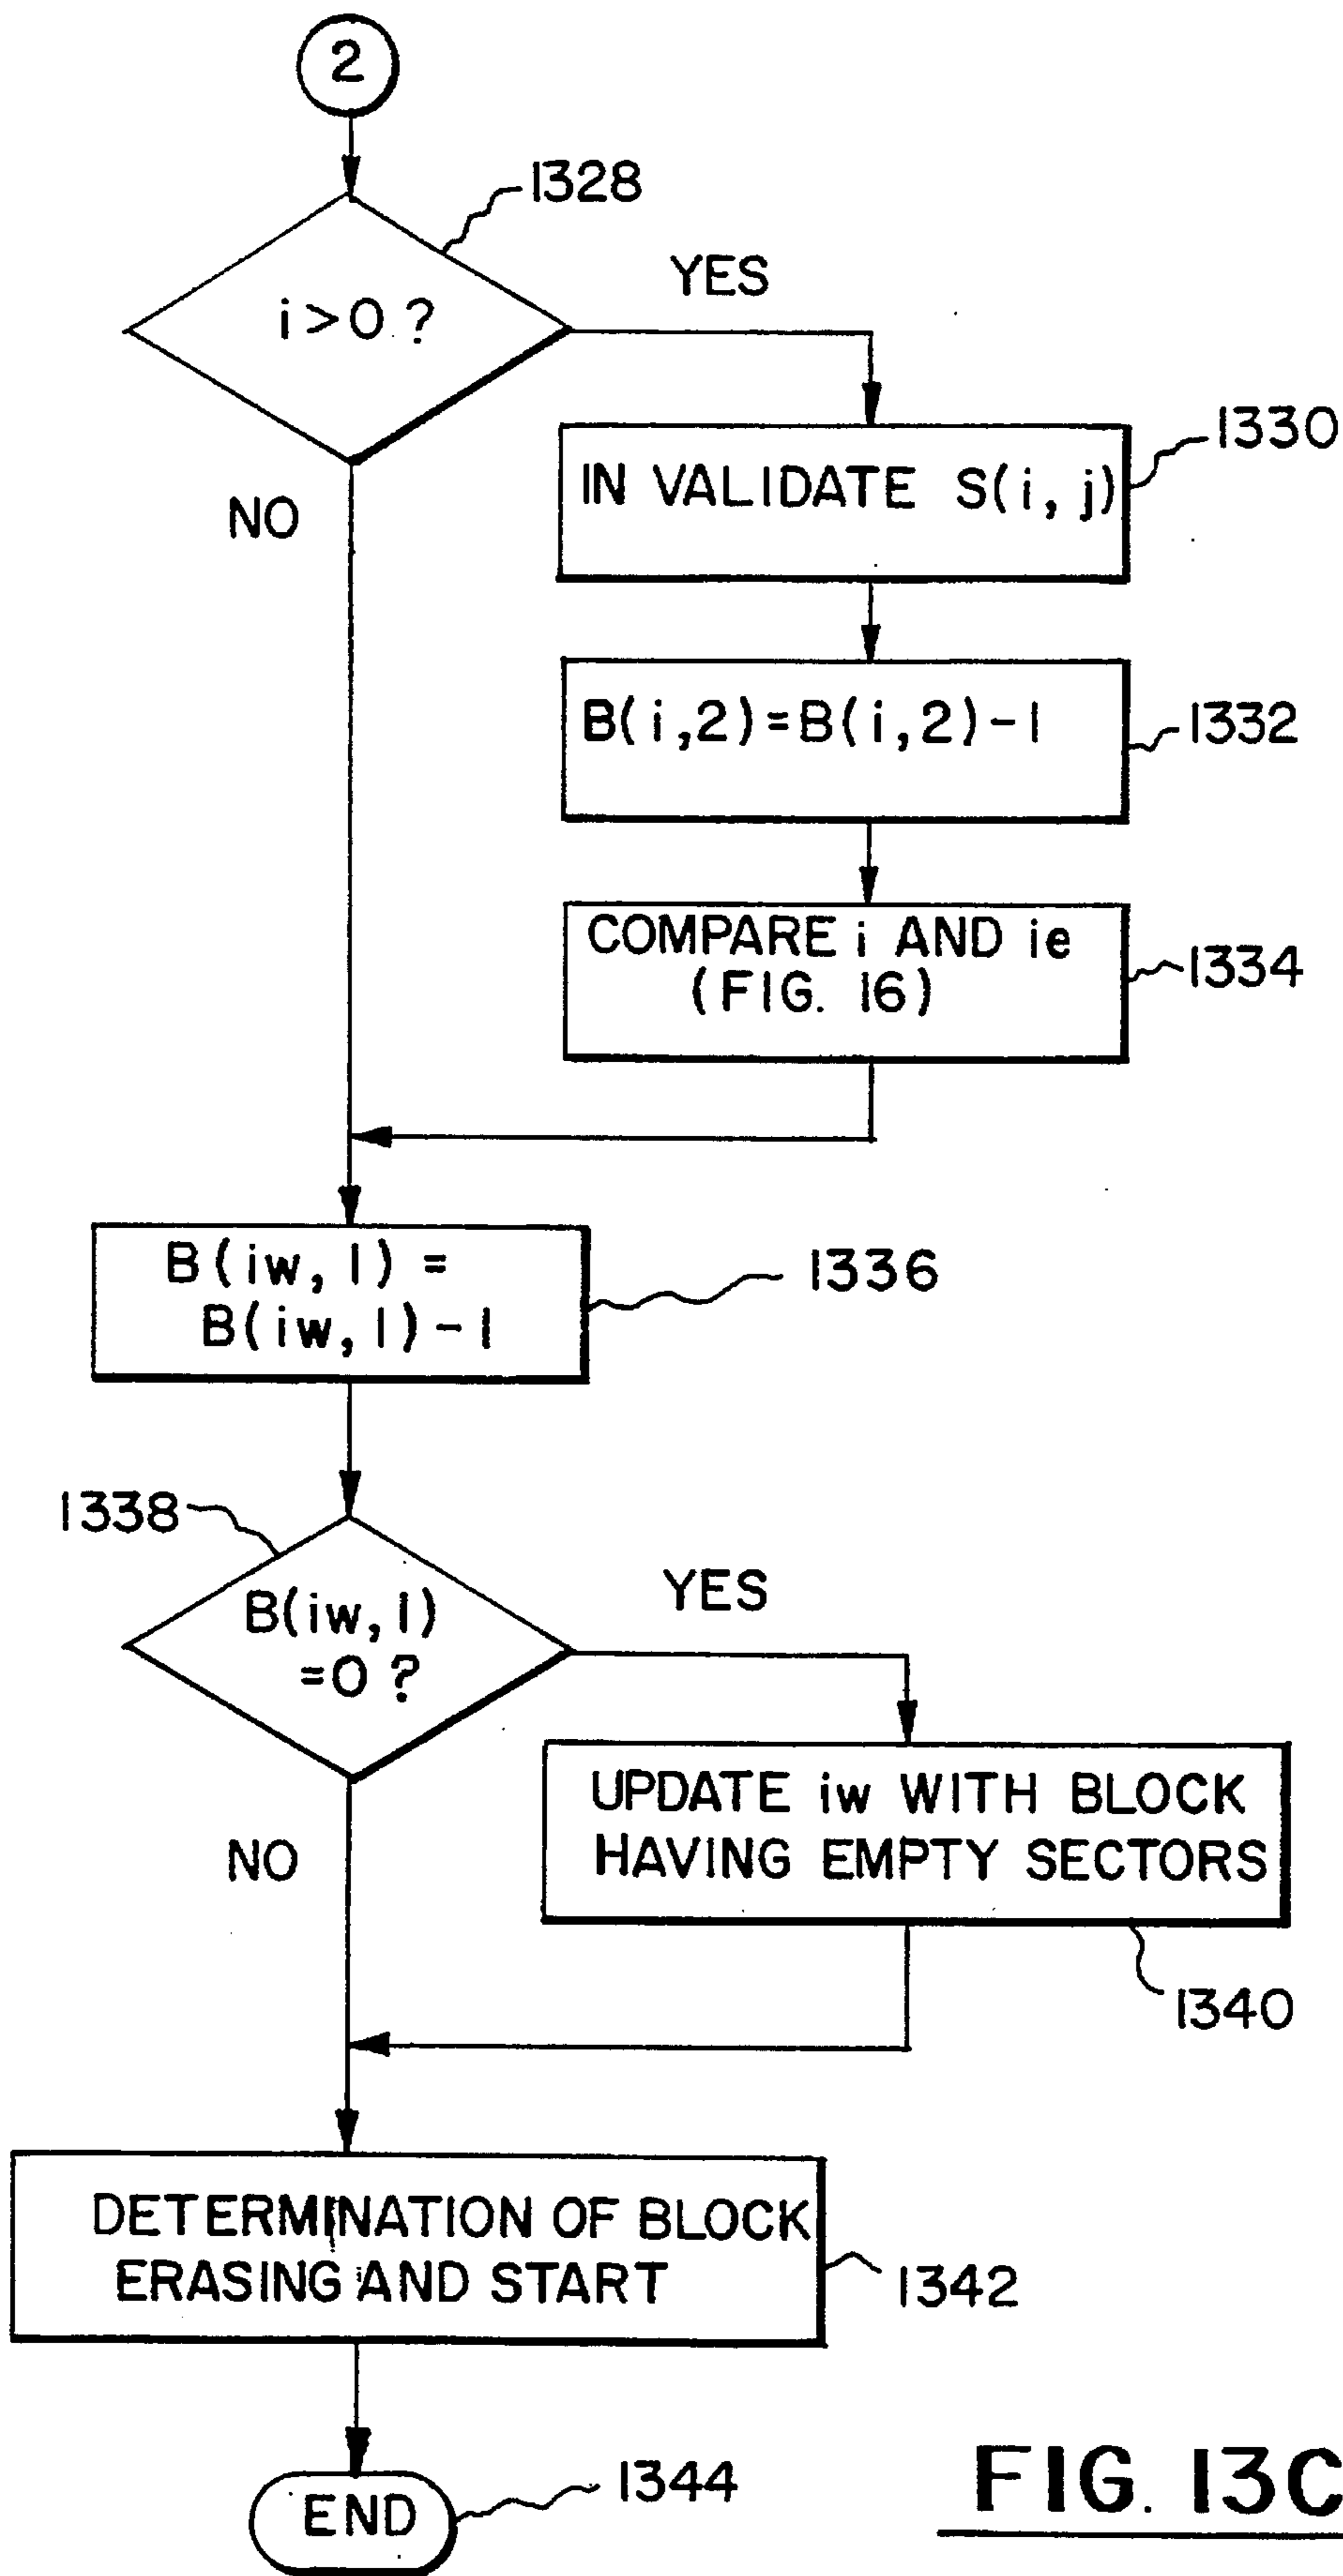 2
1328
i>0 ?
YES
NO
1330
IN VALIDATE S(i, j)
B(i,2)=B(i,2)-1
1332
COMPARE i AND ie
(FIG. 16)
1334
B(iw, 1) =
B(iw, 1)-1
1336
1338
B(iw, 1)
=0 ?
YES
NO
UPDATE iw WITH BLOCK
HAVING EMPTY SECTORS
1340
DETERMINATION OF BLOCK
ERASING AND START
1342
END
1344
FIG. 13C